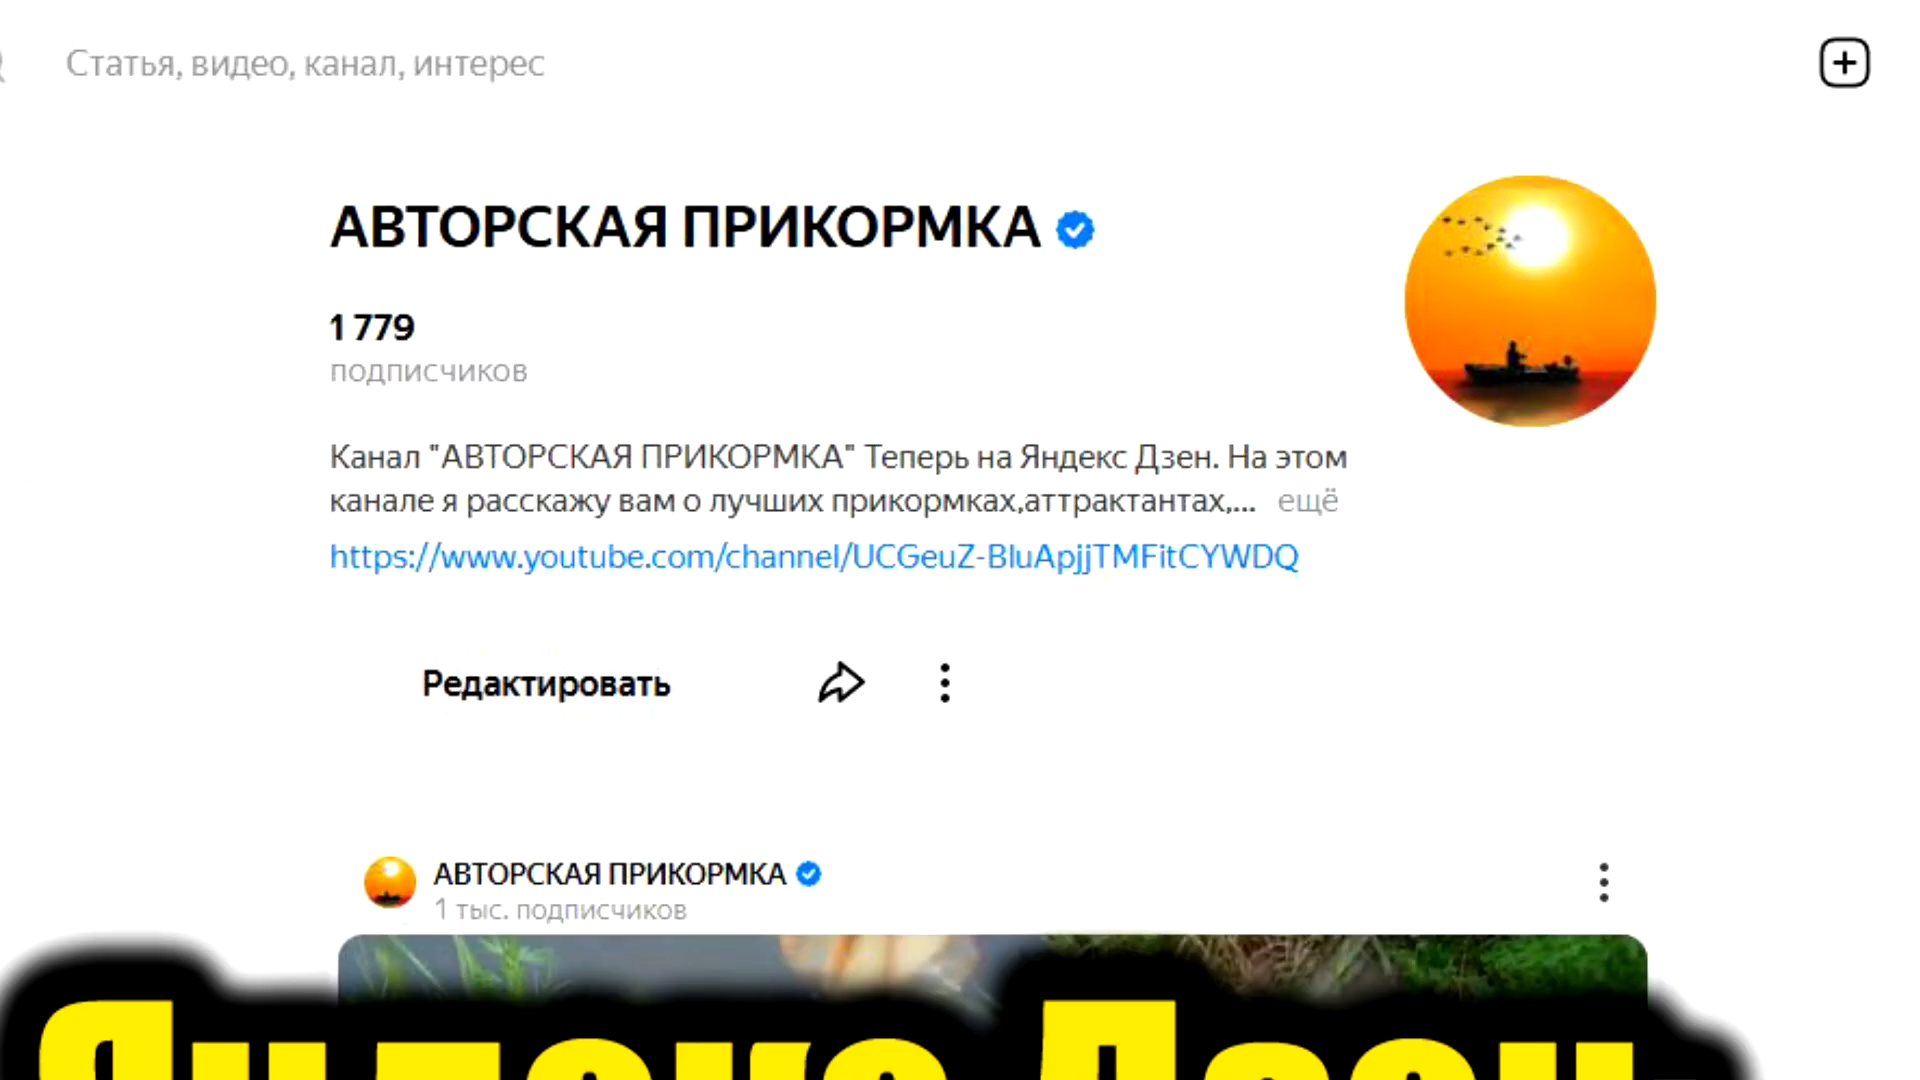 Статья, видео, канал, интерес
АВТОРСКАЯ ПРИКОРМКА
1 779
подписчиков
Канал "АВТОРСКАЯ ПРИКОРМКА" Теперь на Яндекс Дзен. На этом
канале я расскажу вам о лучших прикормках,аттрактантах,... ещё
https://www.youtube.com/channel/UCGeuZ-BluApjjTMFitCYWDQ
Редактировать
АВТОРСКАЯ ПРИКОРМКА
1 тыс. подписчиков
Яндекс Дзен